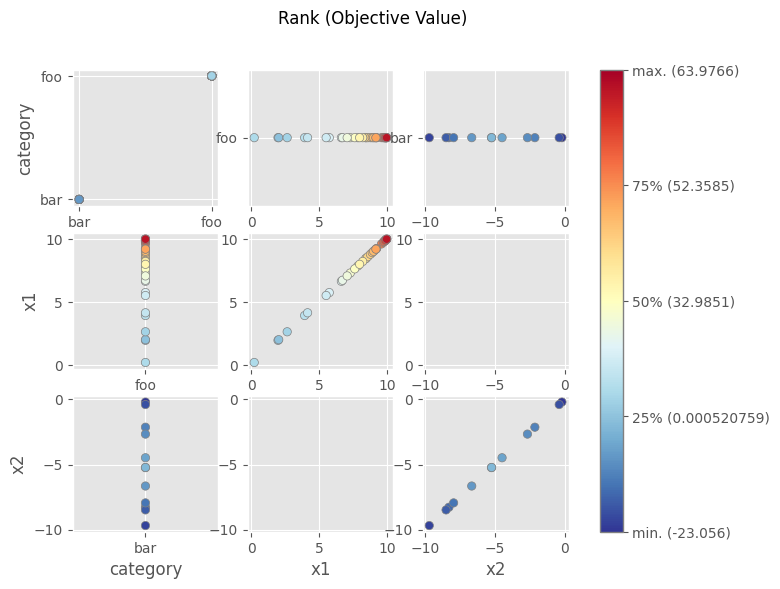 Rank (Objective Value)
category
foo
bar
bar
foo
foo
0
5
10
bar
−10
−5
0
x1
10
5
0
foo
10
5
0
0
5
10
10
5
0
−10
−5
0
x2
0
−5
−10
bar
category
0
−5
−10
0
5
10
x1
0
−5
−10
−10
−5
0
x2
max. (63.9766)
75% (52.3585)
50% (32.9851)
25% (0.000520759)
min. (-23.056)